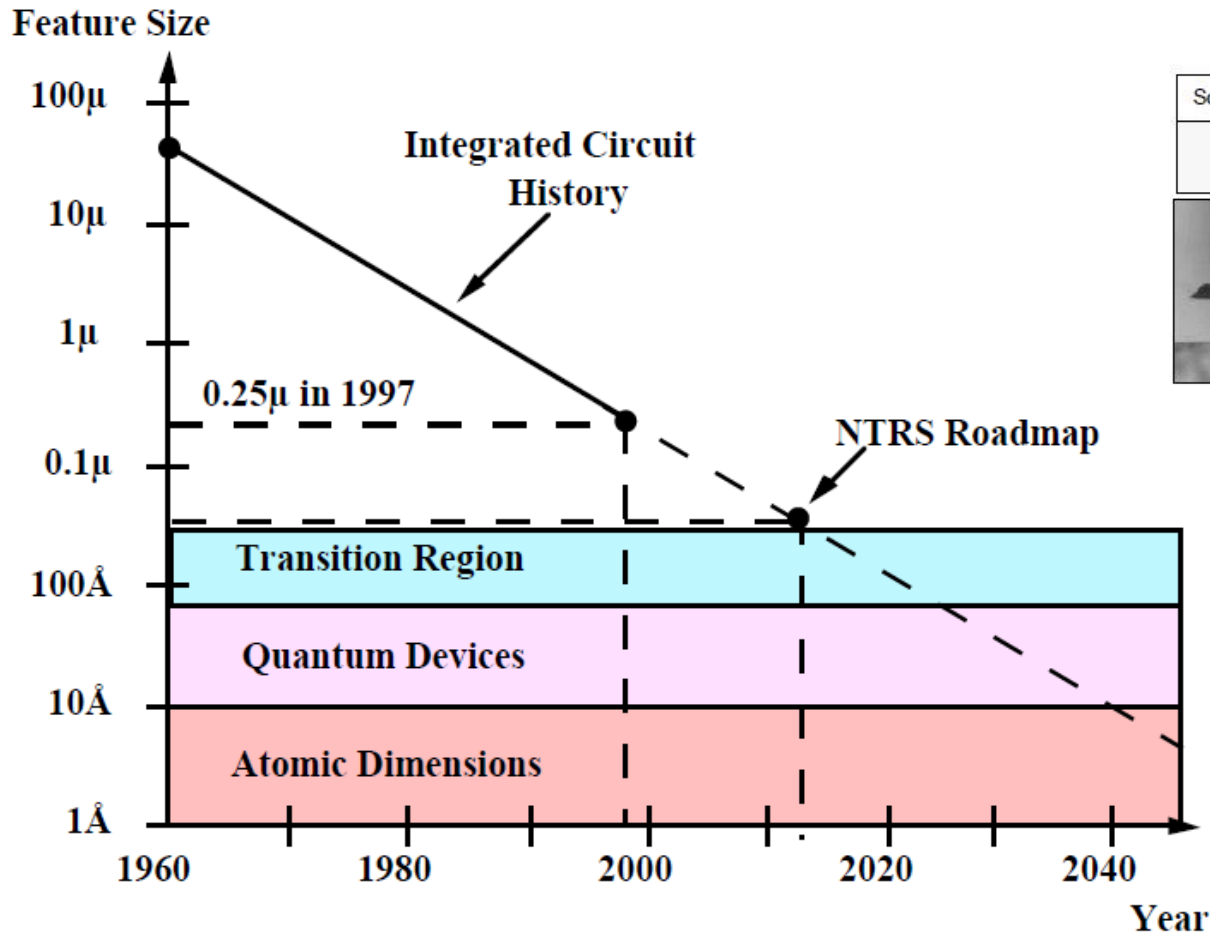 Feature Size
100μ
10μ
1μ
0.1μ
100Å
10Å
1Å
Integrated Circuit
History
0.25μ in 1997
NTRS Roadmap
Transition Region
Quantum Devices
Atomic Dimensions
1960
1980
2000
2020
2040
Year